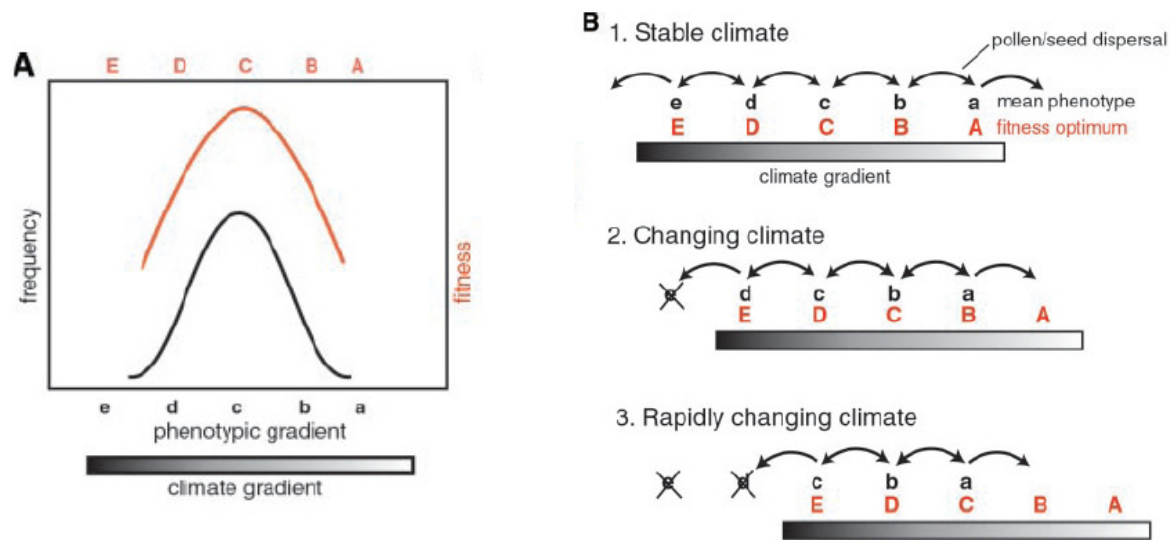 A
E D C B A
frequency
fitness
e d c b a
phenotypic gradient
climate gradient
B
1. Stable climate
pollen/seed dispersal
e d c b a mean phenotype
E D C B A fitness optimum
climate gradient
2. Changing climate
e d c b a
E D C B A
3. Rapidly changing climate
e d c b a
E D C B A